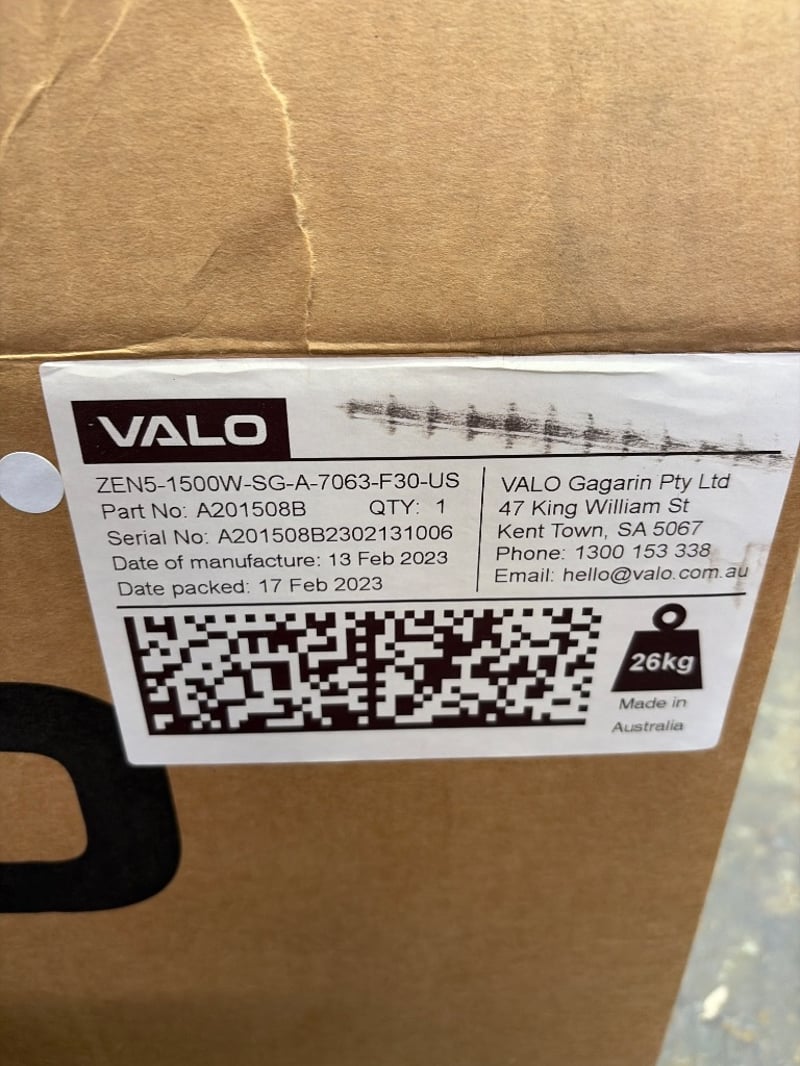 VALO
ZEN5-1500W-SG-A-7063-F30-US
Part No: A201508B QTY: 1
Serial No: A201508B2302131006
Date of manufacture: 13 Feb 2023
Date packed: 17 Feb 2023
VALO Gagarin Pty Ltd
47 King William St
Kent Town, SA 5067
Phone: 1300 153 338
Email: hello@valo.com.au
26kg
Made in
Australia